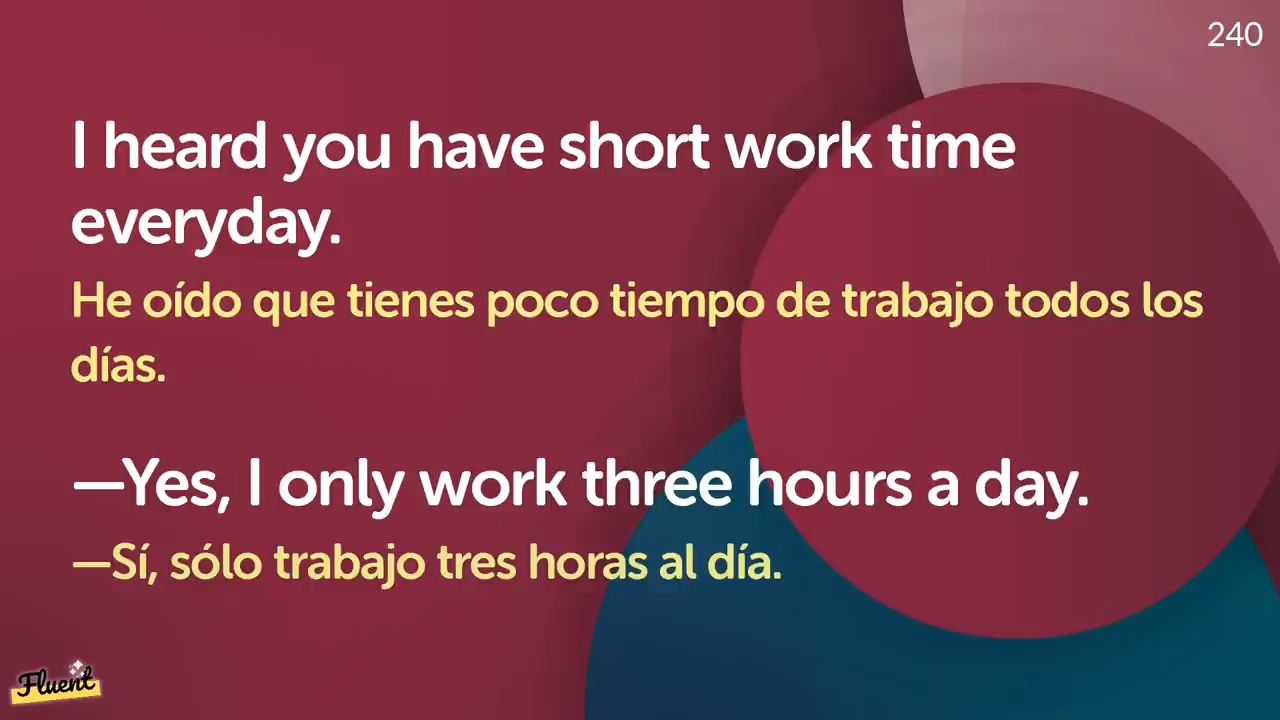 240
I heard you have short work time
everyday.
He oído que tienes poco tiempo de trabajo todos los
días.
—Yes, I only work three hours a day.
—Sí, sólo trabajo tres horas al día.
Fluent